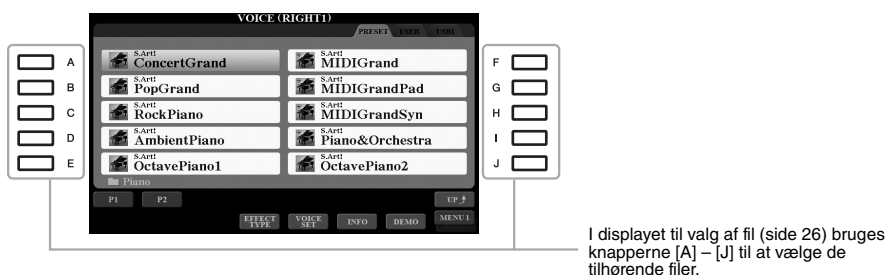 VOICE (RIGHT1)
PRESET USER USB1
A S.Art! ConcertGrand S.Art! MIDIGrand F
B S.Art! PopGrand S.Art! MIDIGrandPad G
C S.Art! RockPiano S.Art! MIDIGrandSyn H
D S.Art! AmbientPiano S.Art! Piano&Orchestra I
E S.Art! OctavePiano1 S.Art! OctavePiano2 J
Piano
P1 P2 UP
EFFECT TYPE VOICE SET INFO DEMO MENU 1
I displayet til valg af fil (side 26) bruges
knapperne [A] – [J] til at vælge de
tilhørende filer.